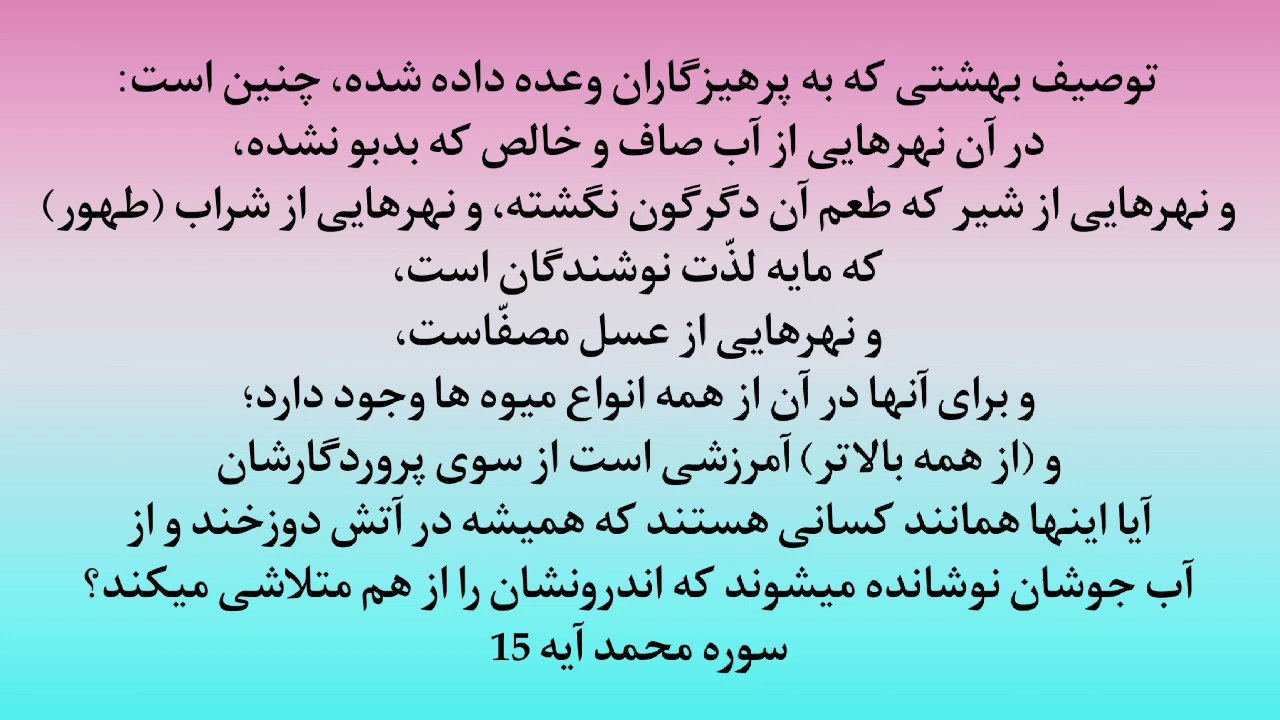 توصیف بهشتی که به پرهیزگاران وعده داده شده، چنین است:
در آن نهرهایی از آب صاف و خالص که بدبو نشده،
و نهرهایی از شیر که طعم آن دگرگون نگشته، و نهرهایی از شراب (طهور)
که مایه لذّت نوشندگان است،
و نهرهایی از عسل مصفّاست،
و برای آنها در آن از همه انواع میوه ها وجود دارد؛
و (از همه بالاتر) آمرزشی است از سوی پروردگارشان
آیا اینها همانند کسانی هستند که همیشه در آتش دوزخند و از
آب جوشان نوشانده میشوند که اندرونشان را از هم متلاشی میکند؟
سوره محمد آیه 15